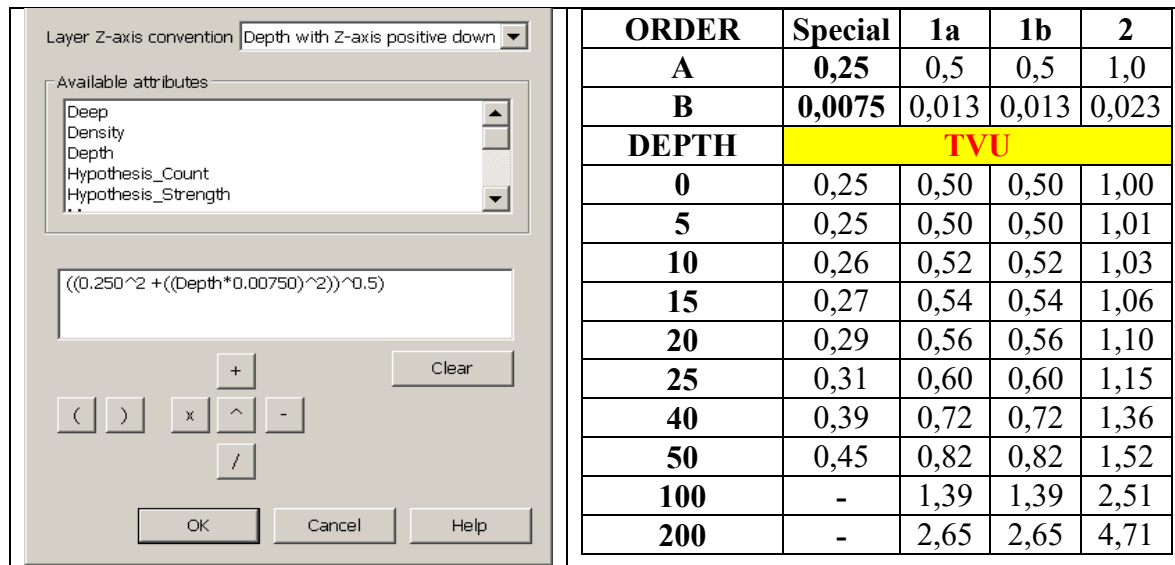 Layer Z-axis convention Depth with Z-axis positive down
Available attributes
Deep
Density
Depth
Hypothesis_Count
Hypothesis_Strength
((0.250^2 +((Depth*0.00750)^2))^0.5)
+
Clear
( ) x ^ -
/
OK Cancel Help
ORDER Special 1a 1b 2
A 0,25 0,5 0,5 1,0
B 0,0075 0,013 0,013 0,023
DEPTH TVU
0 0,25 0,50 0,50 1,00
5 0,25 0,50 0,50 1,01
10 0,26 0,52 0,52 1,03
15 0,27 0,54 0,54 1,06
20 0,29 0,56 0,56 1,10
25 0,31 0,60 0,60 1,15
40 0,39 0,72 0,72 1,36
50 0,45 0,82 0,82 1,52
100 - 1,39 1,39 2,51
200 - 2,65 2,65 4,71